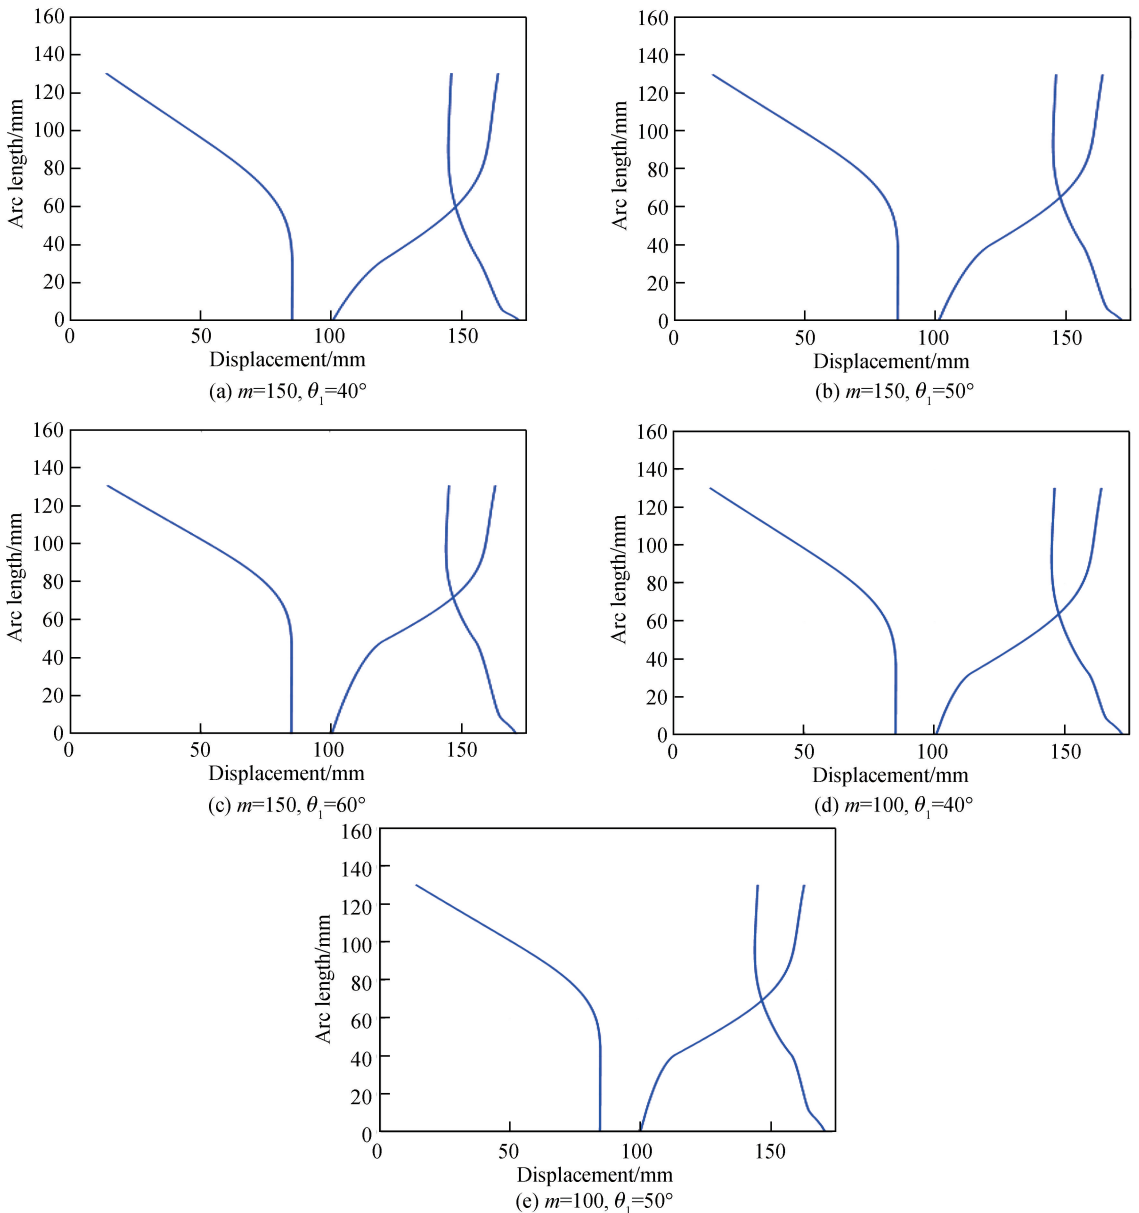 160
140
120
100
80
60
40
20
0
Arc length/mm
0 50 100 150
Displacement/mm
(a) m=150, θ1=40°
160
140
120
100
80
60
40
20
0
Arc length/mm
0 50 100 150
Displacement/mm
(b) m=150, θ1=50°
160
140
120
100
80
60
40
20
0
Arc length/mm
0 50 100 150
Displacement/mm
(c) m=150, θ1=60°
160
140
120
100
80
60
40
20
0
Arc length/mm
0 50 100 150
Displacement/mm
(d) m=100, θ1=40°
160
140
120
100
80
60
40
20
0
Arc length/mm
0 50 100 150
Displacement/mm
(e) m=100, θ1=50°